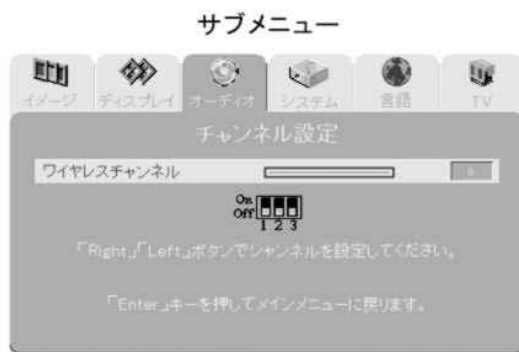 サブメニュー
イメージ ディスプレイ オーディオ システム 言語 TV
チャンネル設定
ワイヤレスチャンネル
On
Off
1 2 3
「Right」「Left」ボタンでシャンネルを設定してください。
「Enter」キーを押してメインメニューに戻ります。